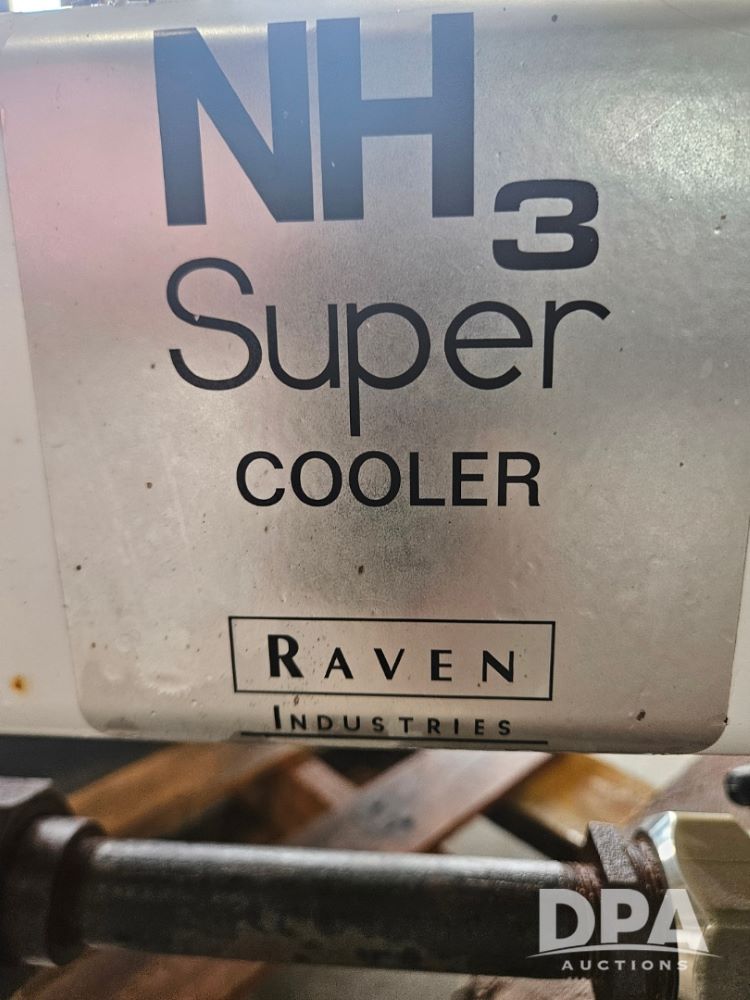 NH3
Super
COOLER
RAVEN
INDUSTRIES
DPA
AUCTIONS